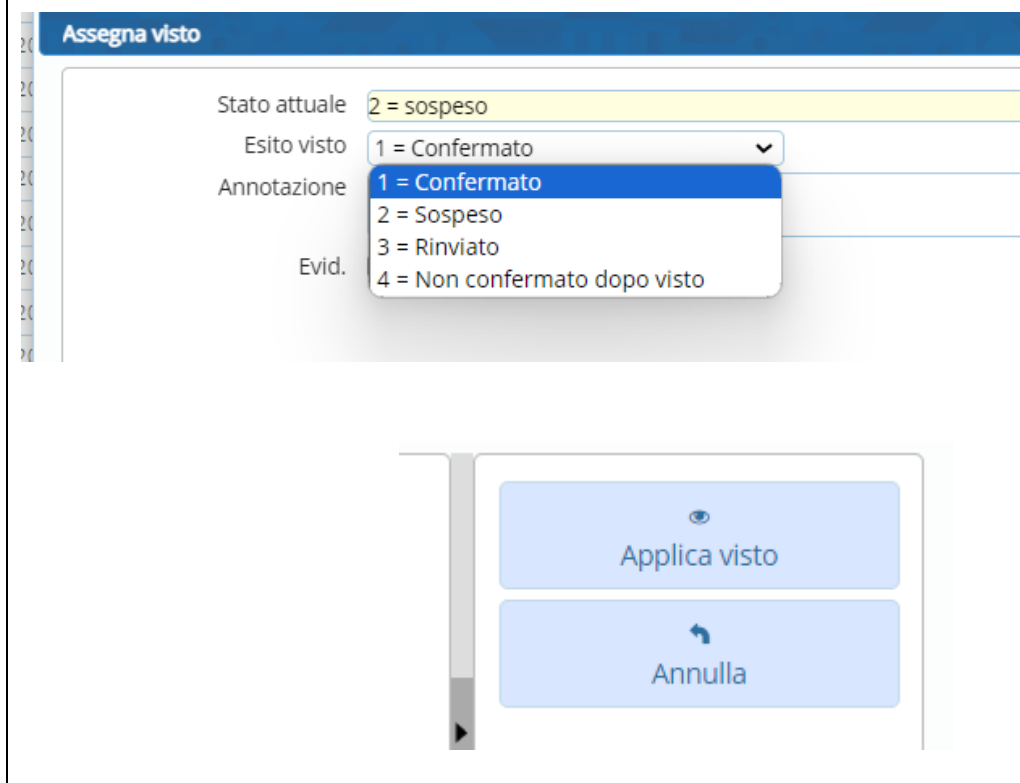 Assegna visto
Stato attuale 2 = sospeso
Esito visto 1 = Confermato
Annotazione 1 = Confermato
2 = Sospeso
3 = Rinviato
Evid. 4 = Non confermato dopo visto
Applica visto
Annulla